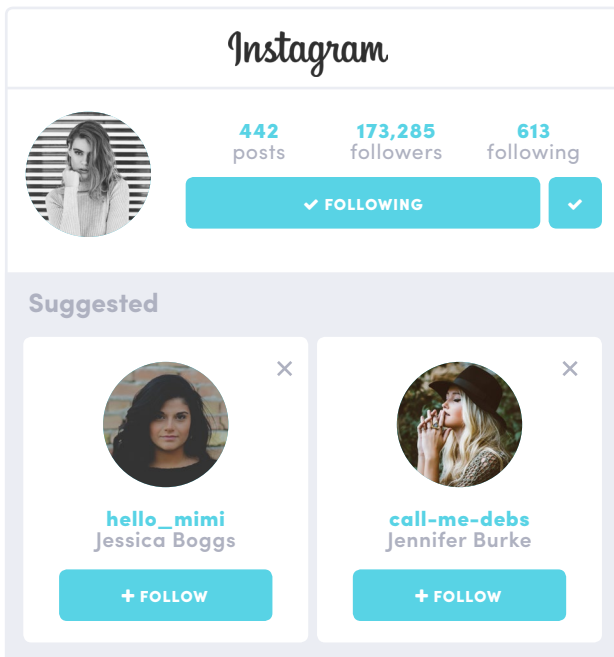 Instagram
442 173,285 613
posts followers following
FOLLOWING
Suggested
hello_mimi call-me-debs
Jessica Boggs Jennifer Burke
+ FOLLOW + FOLLOW